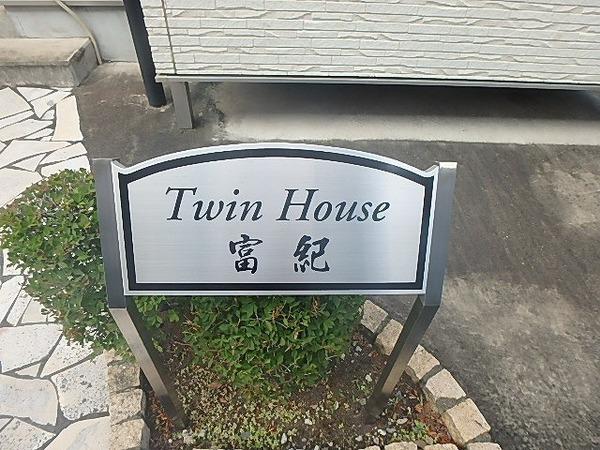 Twin House
富紀